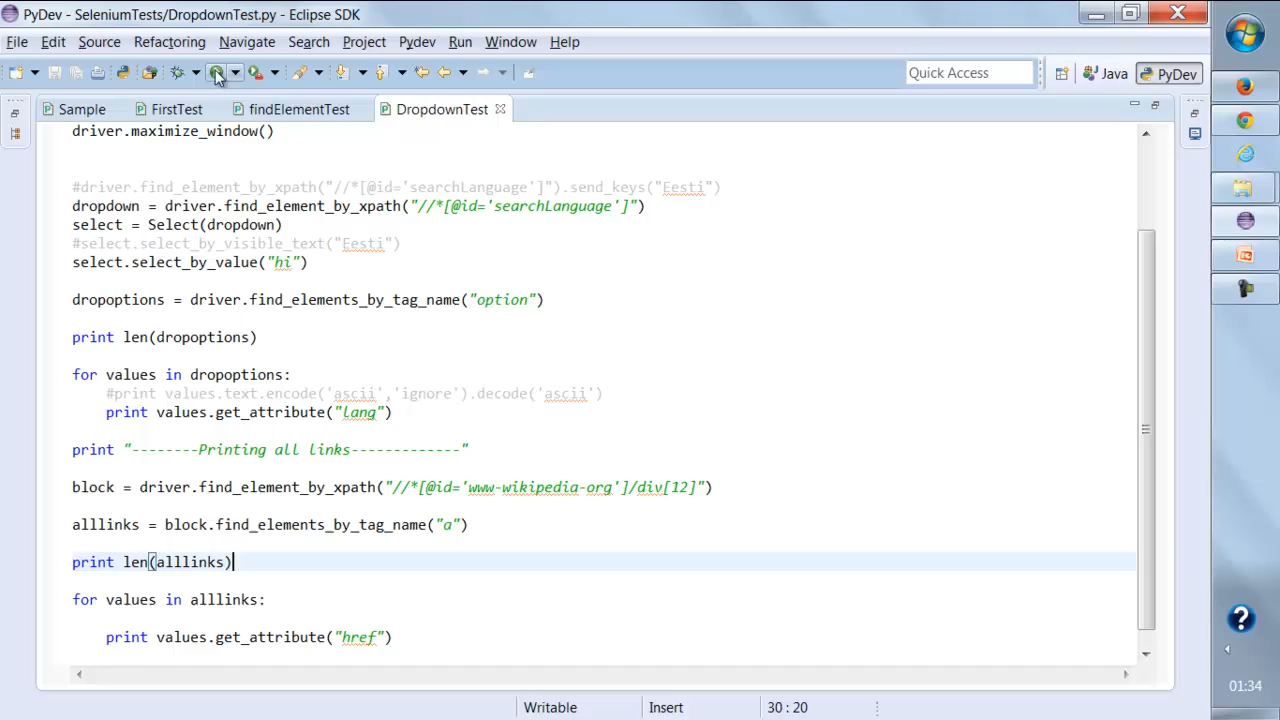 PyDev - SeleniumTests/DropdownTest.py - Eclipse SDK
File Edit Source Refactoring Navigate Search Project Pydev Run Window Help
Quick Access Java PyDev
Sample FirstTest findElementTest DropdownTest
driver.maximize_window()
#driver.find_element_by_xpath("//*[@id='searchLanguage']").send_keys("Eesti")
dropdown = driver.find_element_by_xpath("//*[@id='searchLanguage']")
select = Select(dropdown)
#select.select_by_visible_text("Eesti")
select.select_by_value("hi")
dropoptions = driver.find_elements_by_tag_name("option")
print len(dropoptions)
for values in dropoptions:
#print values.text.encode('ascii','ignore').decode('ascii')
print values.get_attribute("lang")
print "--------Printing all links-------------"
block = driver.find_element_by_xpath("//*[@id='www-wikipedia-org']/div[12]")
alllinks = block.find_elements_by_tag_name("a")
print len(alllinks)
for values in alllinks:
print values.get_attribute("href")
Writable Insert 30 : 20
01:34